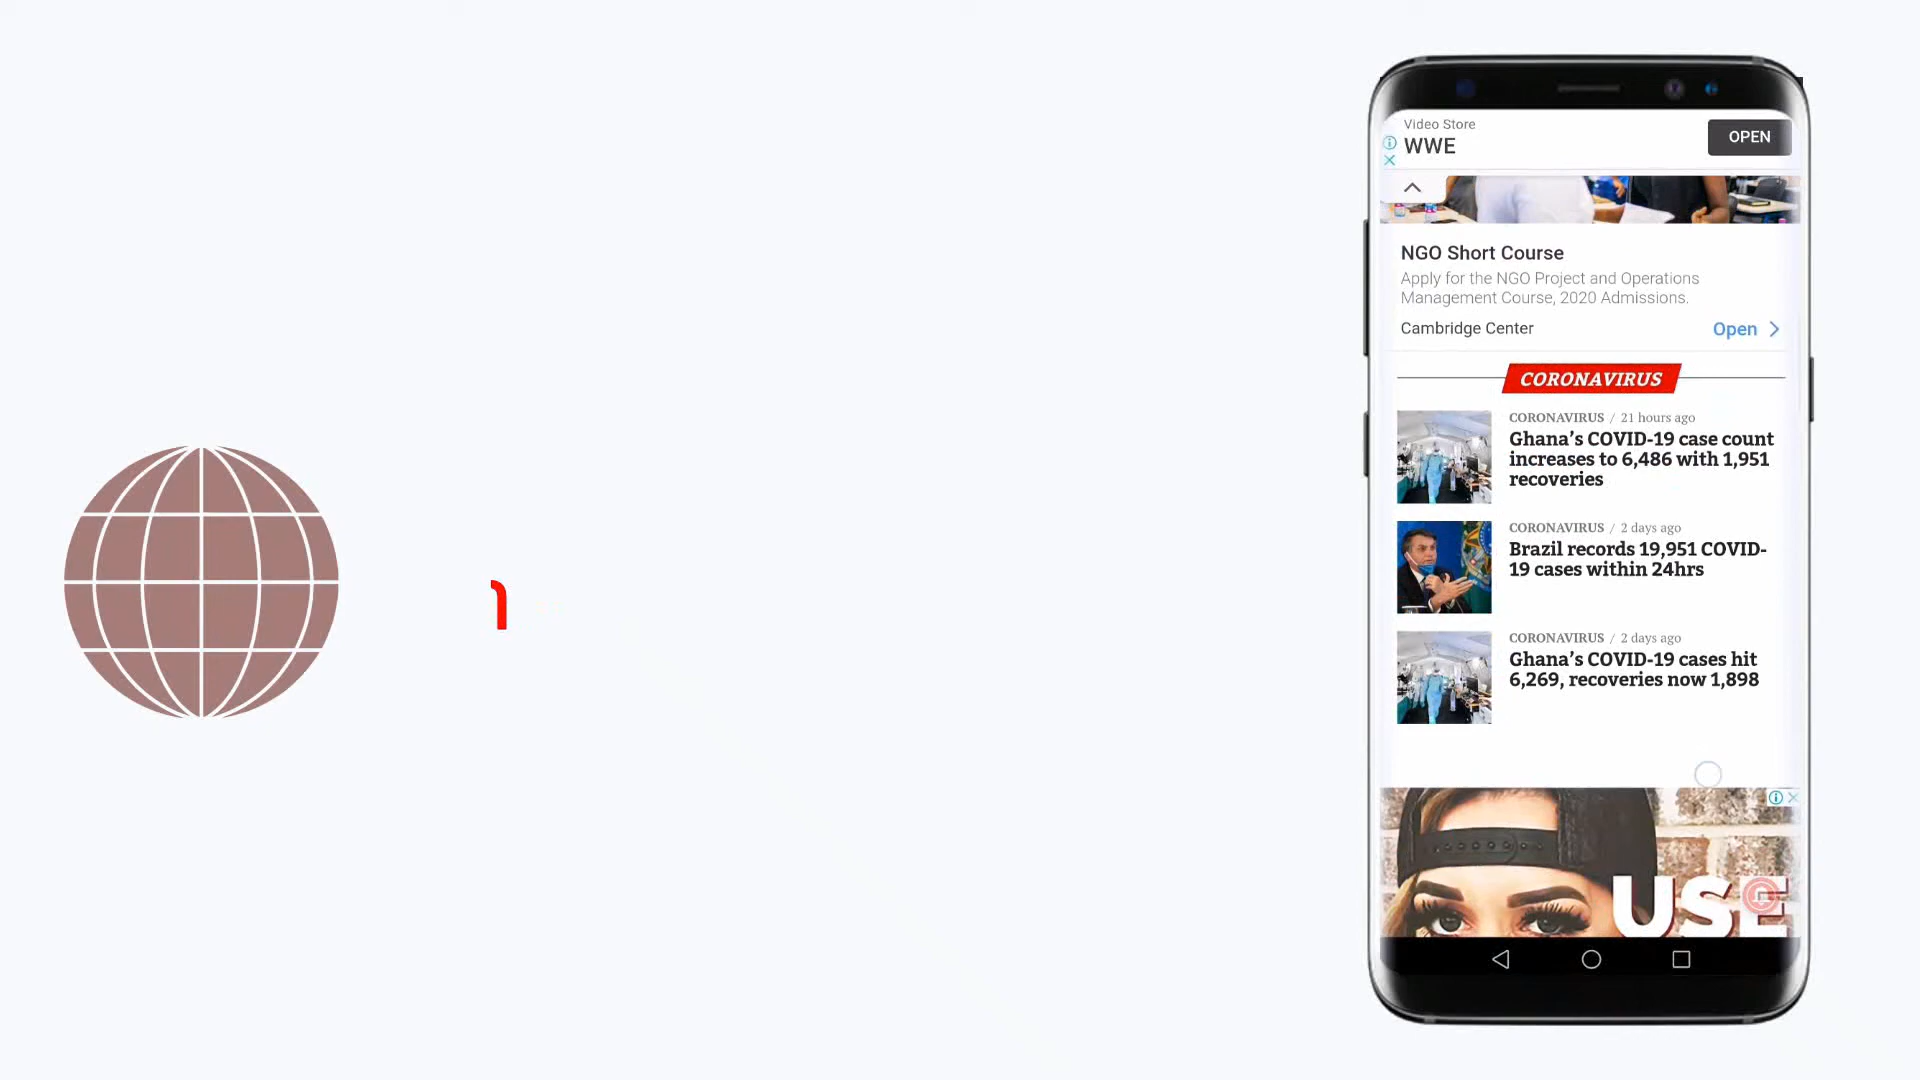 Video Store
WWE
OPEN
NGO Short Course
Apply for the NGO Project and Operations
Management Course, 2020 Admissions.
Cambridge Center
Open
CORONAVIRUS
CORONAVIRUS / 21 hours ago
Ghana’s COVID-19 case count
increases to 6,486 with 1,951
recoveries
CORONAVIRUS / 2 days ago
Brazil records 19,951 COVID-
19 cases within 24hrs
CORONAVIRUS / 2 days ago
Ghana’s COVID-19 cases hit
6,269, recoveries now 1,898
USE